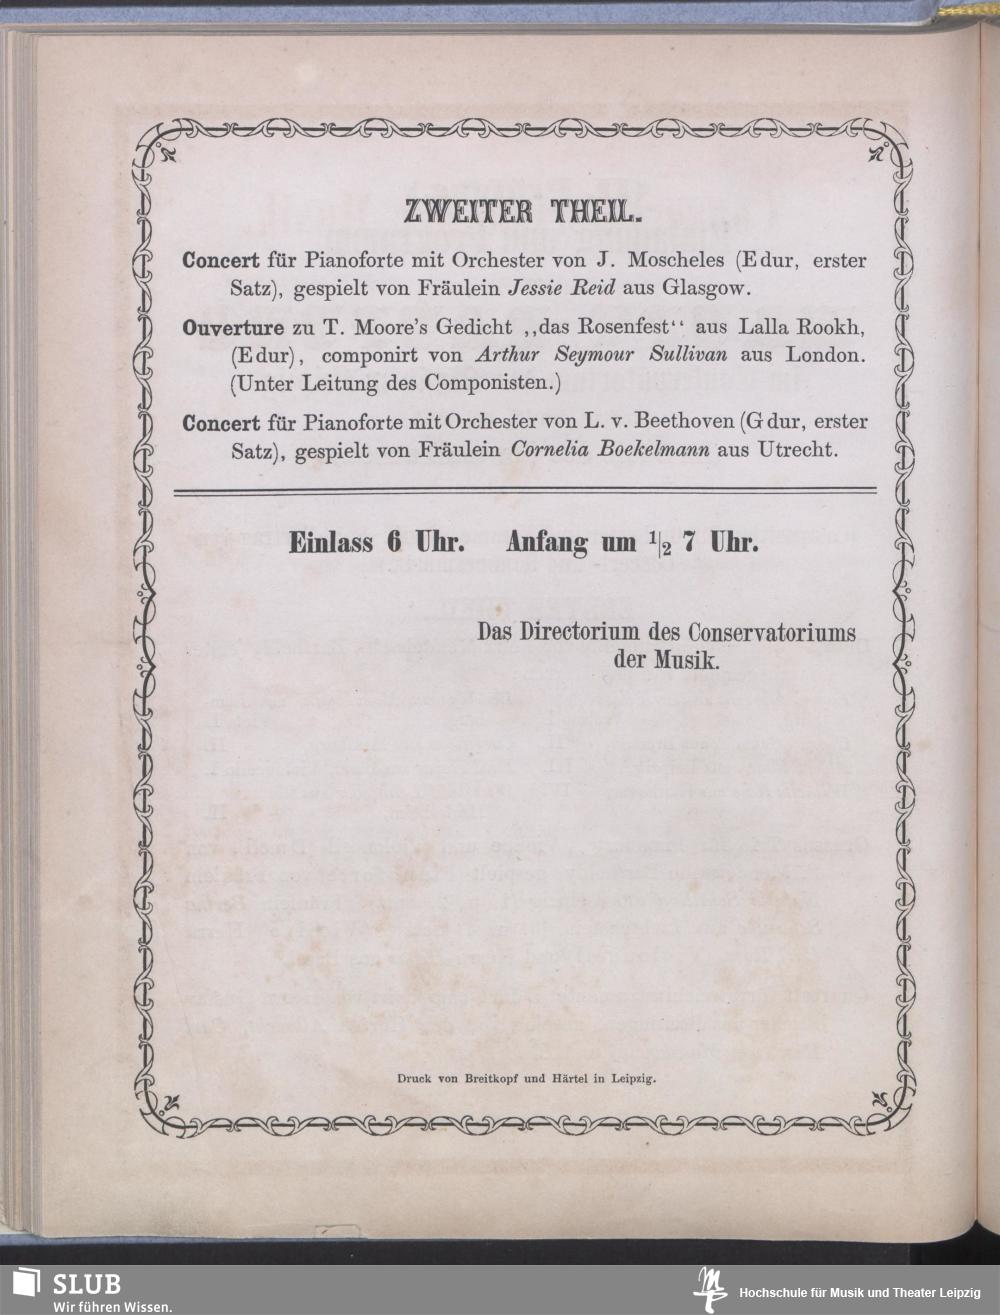 ZWEITER THEIL.
Concert für Pianoforte mit Orchester von J. Moscheles (Edur, erster
Satz), gespielt von Fräulein Jessie Reid aus Glasgow.
Ouverture zu T. Moore's Gedicht ,,das Rosenfest“ aus Lalla Rookh,
(Edur), componirt von Arthur Seymour Sullivan aus London.
(Unter Leitung des Componisten.)
Concert für Pianoforte mit Orchester von L. v. Beethoven (Gdur, erster
Satz), gespielt von Fräulein Cornelia Boekelmann aus Utrecht.
Einlass 6 Uhr. Anfang um 1/2 7 Uhr.
Das Directorium des Conservatoriums
der Musik.
Druck von Breitkopf und Härtel in Leipzig.
SLUB
Wir führen Wissen.
Hochschule für Musik und Theater Leipzig